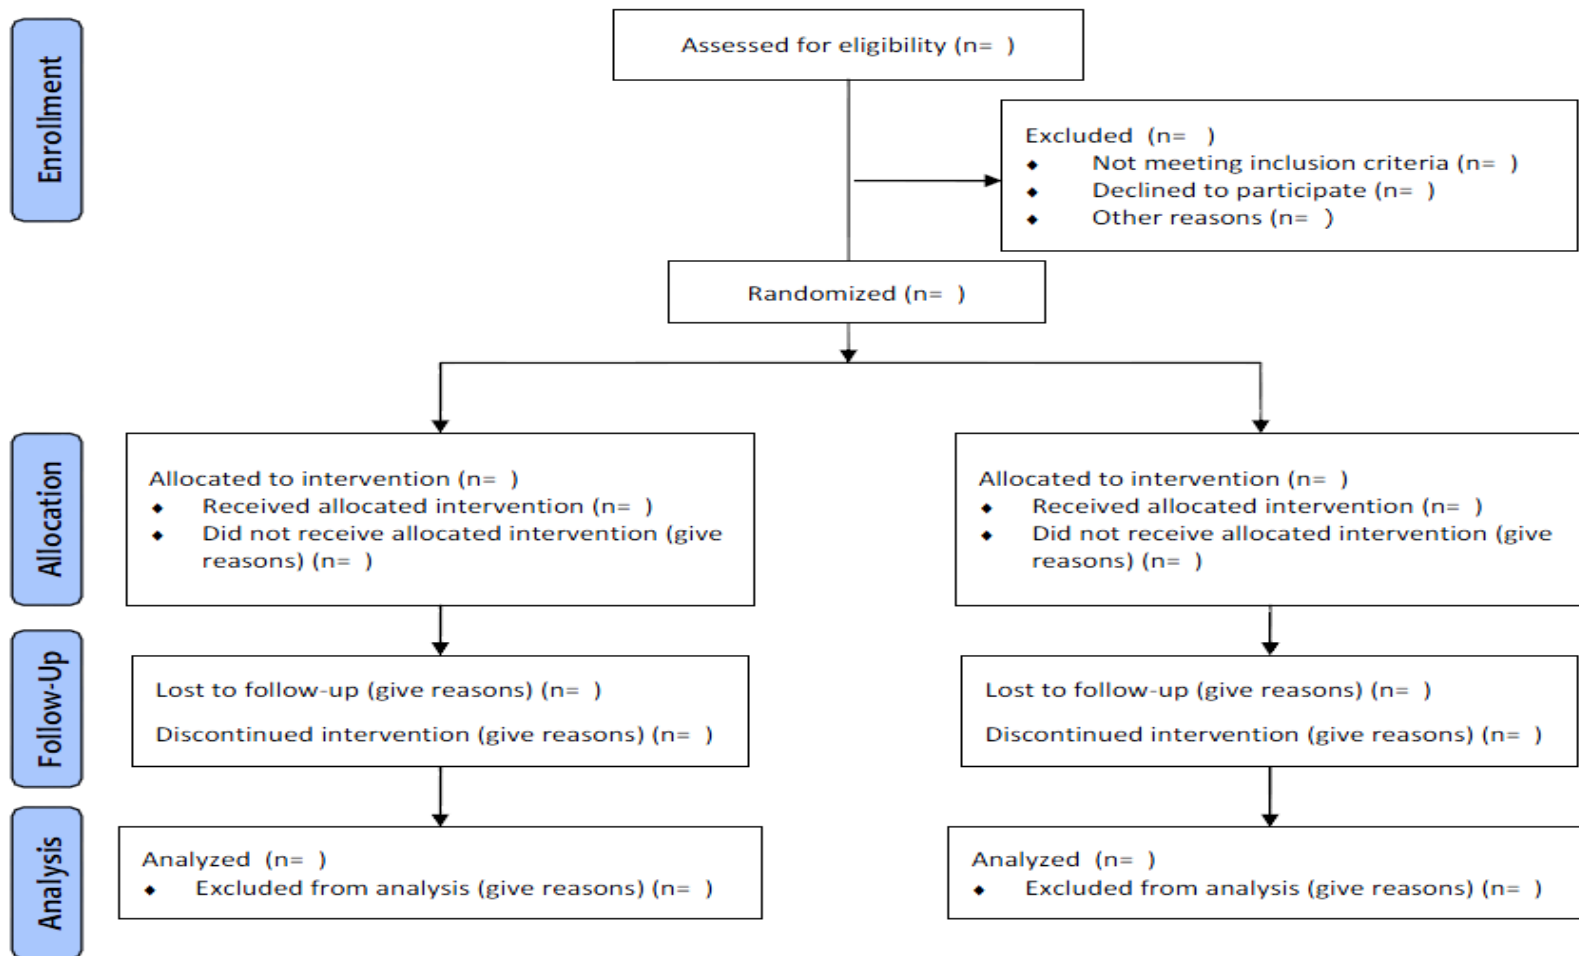 Enrollment
Assessed for eligibility (n=  )
Excluded  (n=  )
◆ Not meeting inclusion criteria (n=  )
◆ Declined to participate (n=  )
◆ Other reasons (n=  )
Randomized (n=  )
Allocation
Allocated to intervention (n=  )
◆ Received allocated intervention (n=  )
◆ Did not receive allocated intervention (give
reasons) (n=  )
Allocated to intervention (n=  )
◆ Received allocated intervention (n=  )
◆ Did not receive allocated intervention (give
reasons) (n=  )
Follow-Up
Lost to follow-up (give reasons) (n=  )
Discontinued intervention (give reasons) (n=  )
Lost to follow-up (give reasons) (n=  )
Discontinued intervention (give reasons) (n=  )
Analysis
Analyzed  (n=  )
◆ Excluded from analysis (give reasons) (n=  )
Analyzed  (n=  )
◆ Excluded from analysis (give reasons) (n=  )